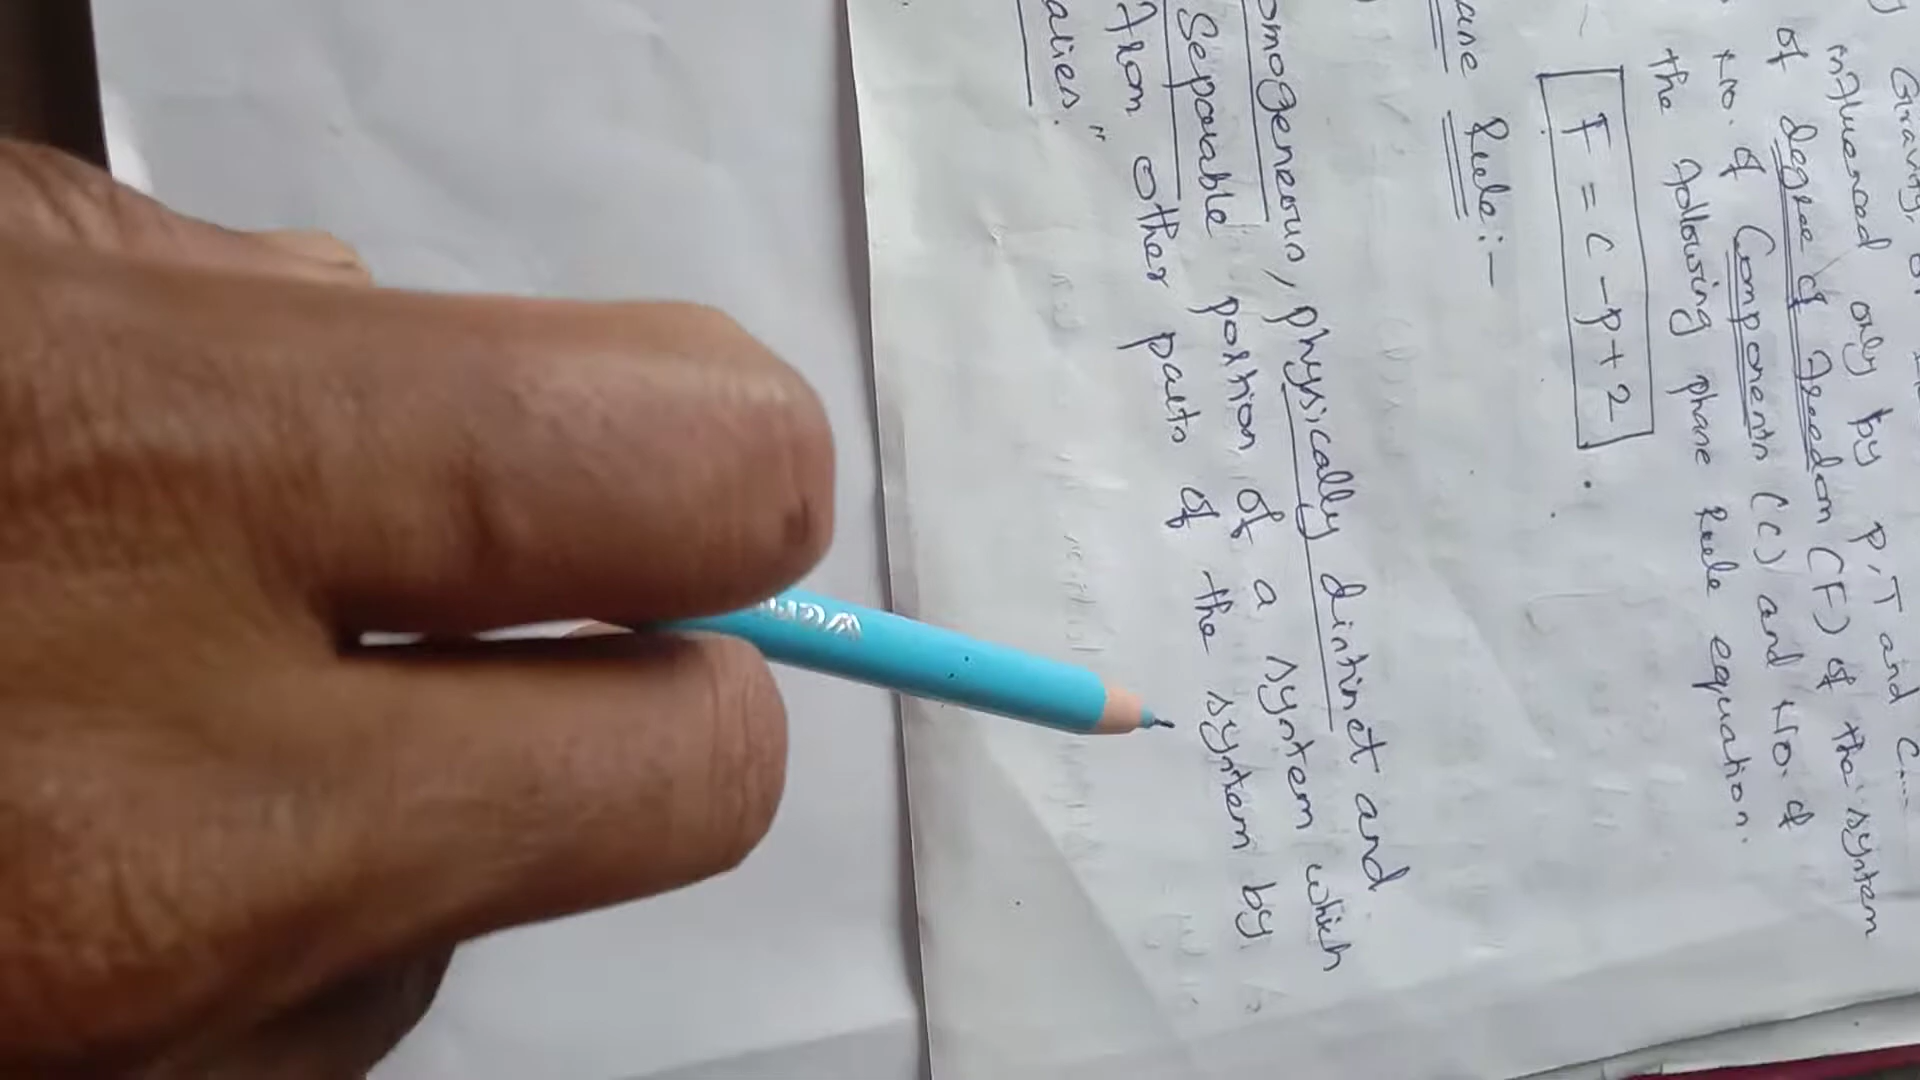 Gravity, or
influenced only by P, T and C...
of degree of freedom (F) of the system
No. of Components (C) and No. of
the following phase Rule equation.
F = C - P + 2
ase Rule:-
omogeneous, physically distinct and
Separable portion of a system which
from other parts of the system by
aries."